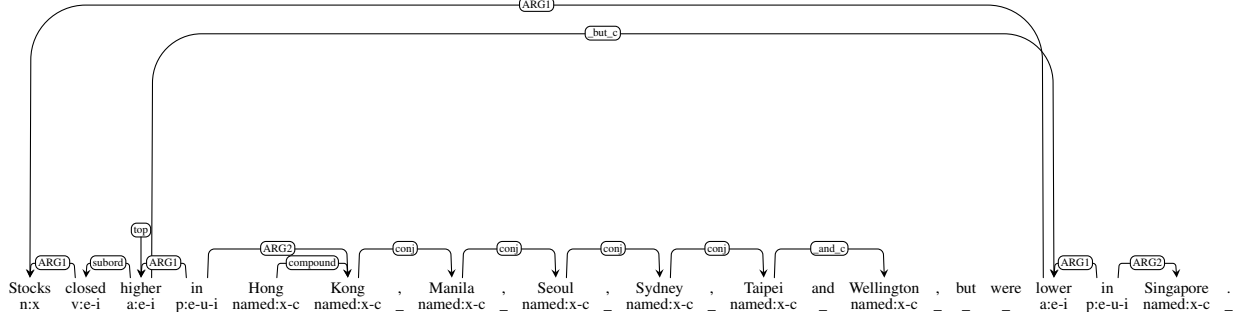 ARG1
_but_c
top
ARG2 conj conj conj conj _and_c
ARG1 subord ARG1 compound ARG1 ARG2
Stocks closed higher in Hong Kong , Manila , Seoul , Sydney , Taipei and Wellington , but were lower in Singapore .
n:x v:e-i a:e-i p:e-u-i named:x-c named:x-c _ named:x-c _ named:x-c _ named:x-c _ named:x-c _ named:x-c _ _ _ a:e-i p:e-u-i named:x-c _